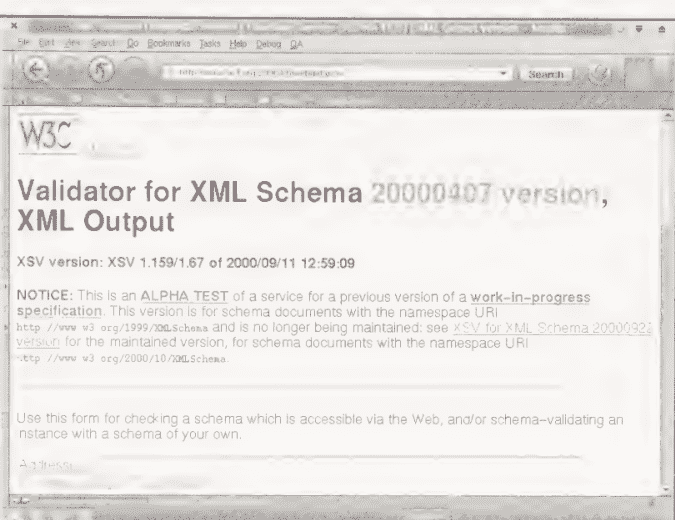 File Edit View Search Go Bookmarks Tasks Help Debug QA
Search
W3C
Validator for XML Schema 20000407 version,
XML Output
XSV version: XSV 1.159/1.67 of 2000/09/11 12:59:09
NOTICE: This is an ALPHA TEST of a service for a previous version of a work-in-progress
specification. This version is for schema documents with the namespace URI
http //www w3 org/1999/XMLSchema and is no longer being maintained: see XSV for XML Schema 20000922
version for the maintained version, for schema documents with the namespace URI
http //www w3 org/2000/10/XMLSchema.
Use this form for checking a schema which is accessible via the Web, and/or schema-validating an
nstance with a schema of your own.
Address: